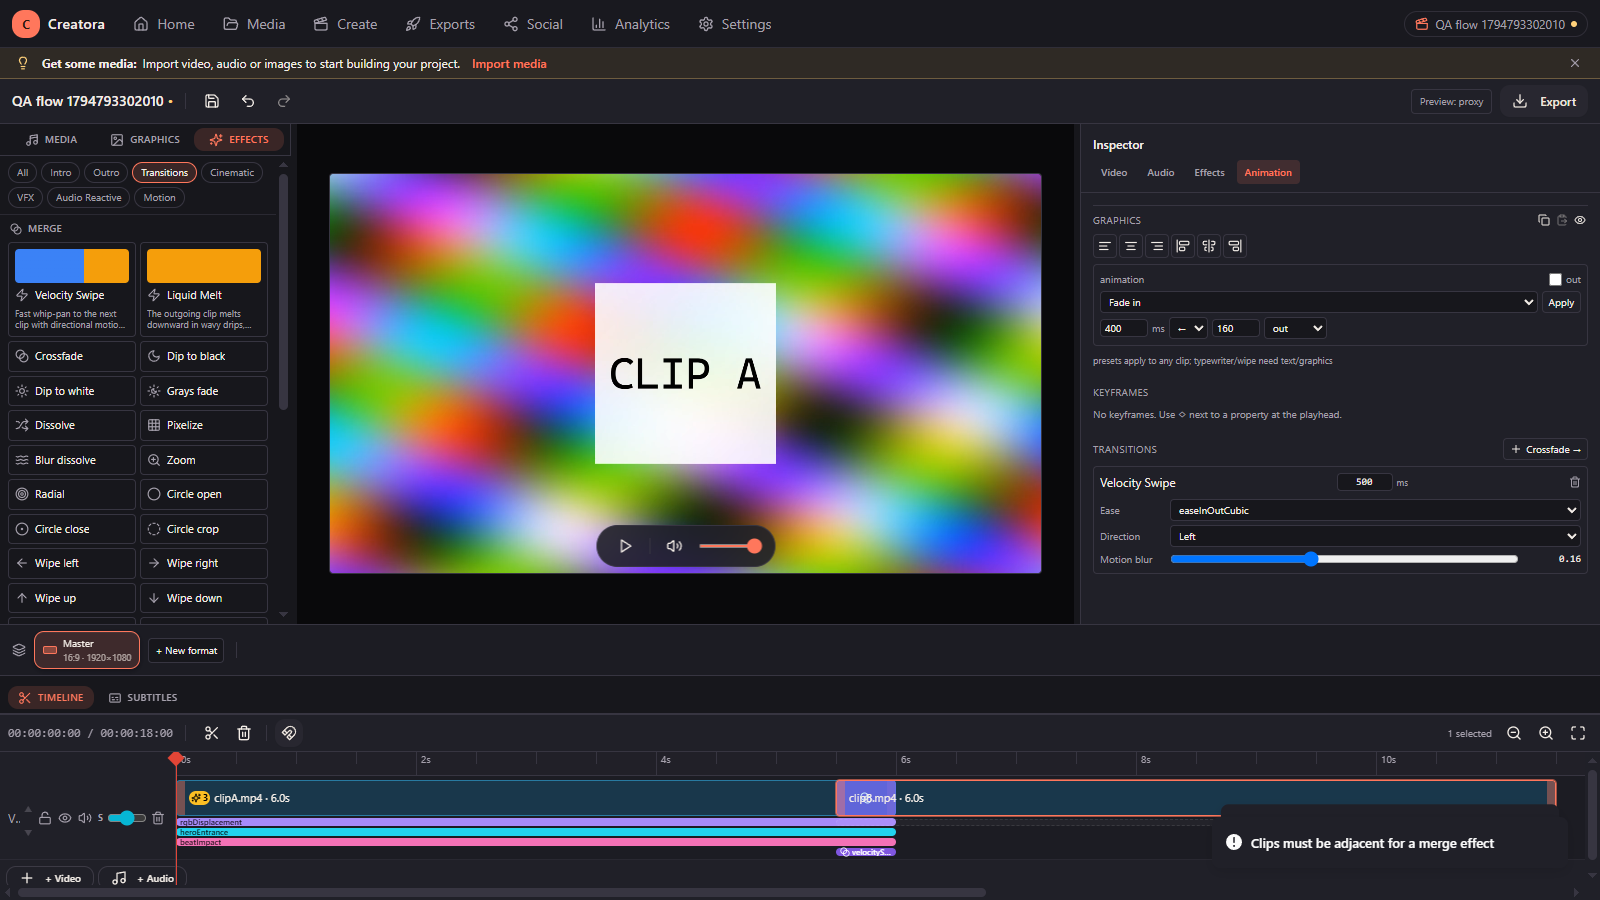 C Creatora Home Media Create Exports Social Analytics Settings QA flow 1794793302010
Get some media: Import video, audio or images to start building your project. Import media
QA flow 1794793302010 • Preview: proxy Export
MEDIA GRAPHICS EFFECTS
All Intro Outro Transitions Cinematic
VFX Audio Reactive Motion
MERGE
Velocity Swipe Liquid Melt
Fast whip-pan to the next The outgoing clip melts
clip with directional motio... downward in wavy drips,...
Crossfade Dip to black
Dip to white Grays fade
Dissolve Pixelize
Blur dissolve Zoom
Radial Circle open
Circle close Circle crop
Wipe left Wipe right
Wipe up Wipe down
CLIP A
Inspector
Video Audio Effects Animation
GRAPHICS
animation out
Fade in Apply
400 ms ← 160 out
presets apply to any clip; typewriter/wipe need text/graphics
KEYFRAMES
No keyframes. Use ◇ next to a property at the playhead.
TRANSITIONS + Crossfade →
Velocity Swipe 500 ms
Ease easeInOutCubic
Direction Left
Motion blur 0.16
Master
16:9 · 1920×1080
+ New format
TIMELINE SUBTITLES
00:00:00:00 / 00:00:18:00 1 selected
0s 2s 4s 6s 8s 10s
3 clipA.mp4 · 6.0s clipB.mp4 · 6.0s
V.. S
rgbDisplacement
heroEntrance
beatImpact
velocityS...
Clips must be adjacent for a merge effect
+ Video + Audio